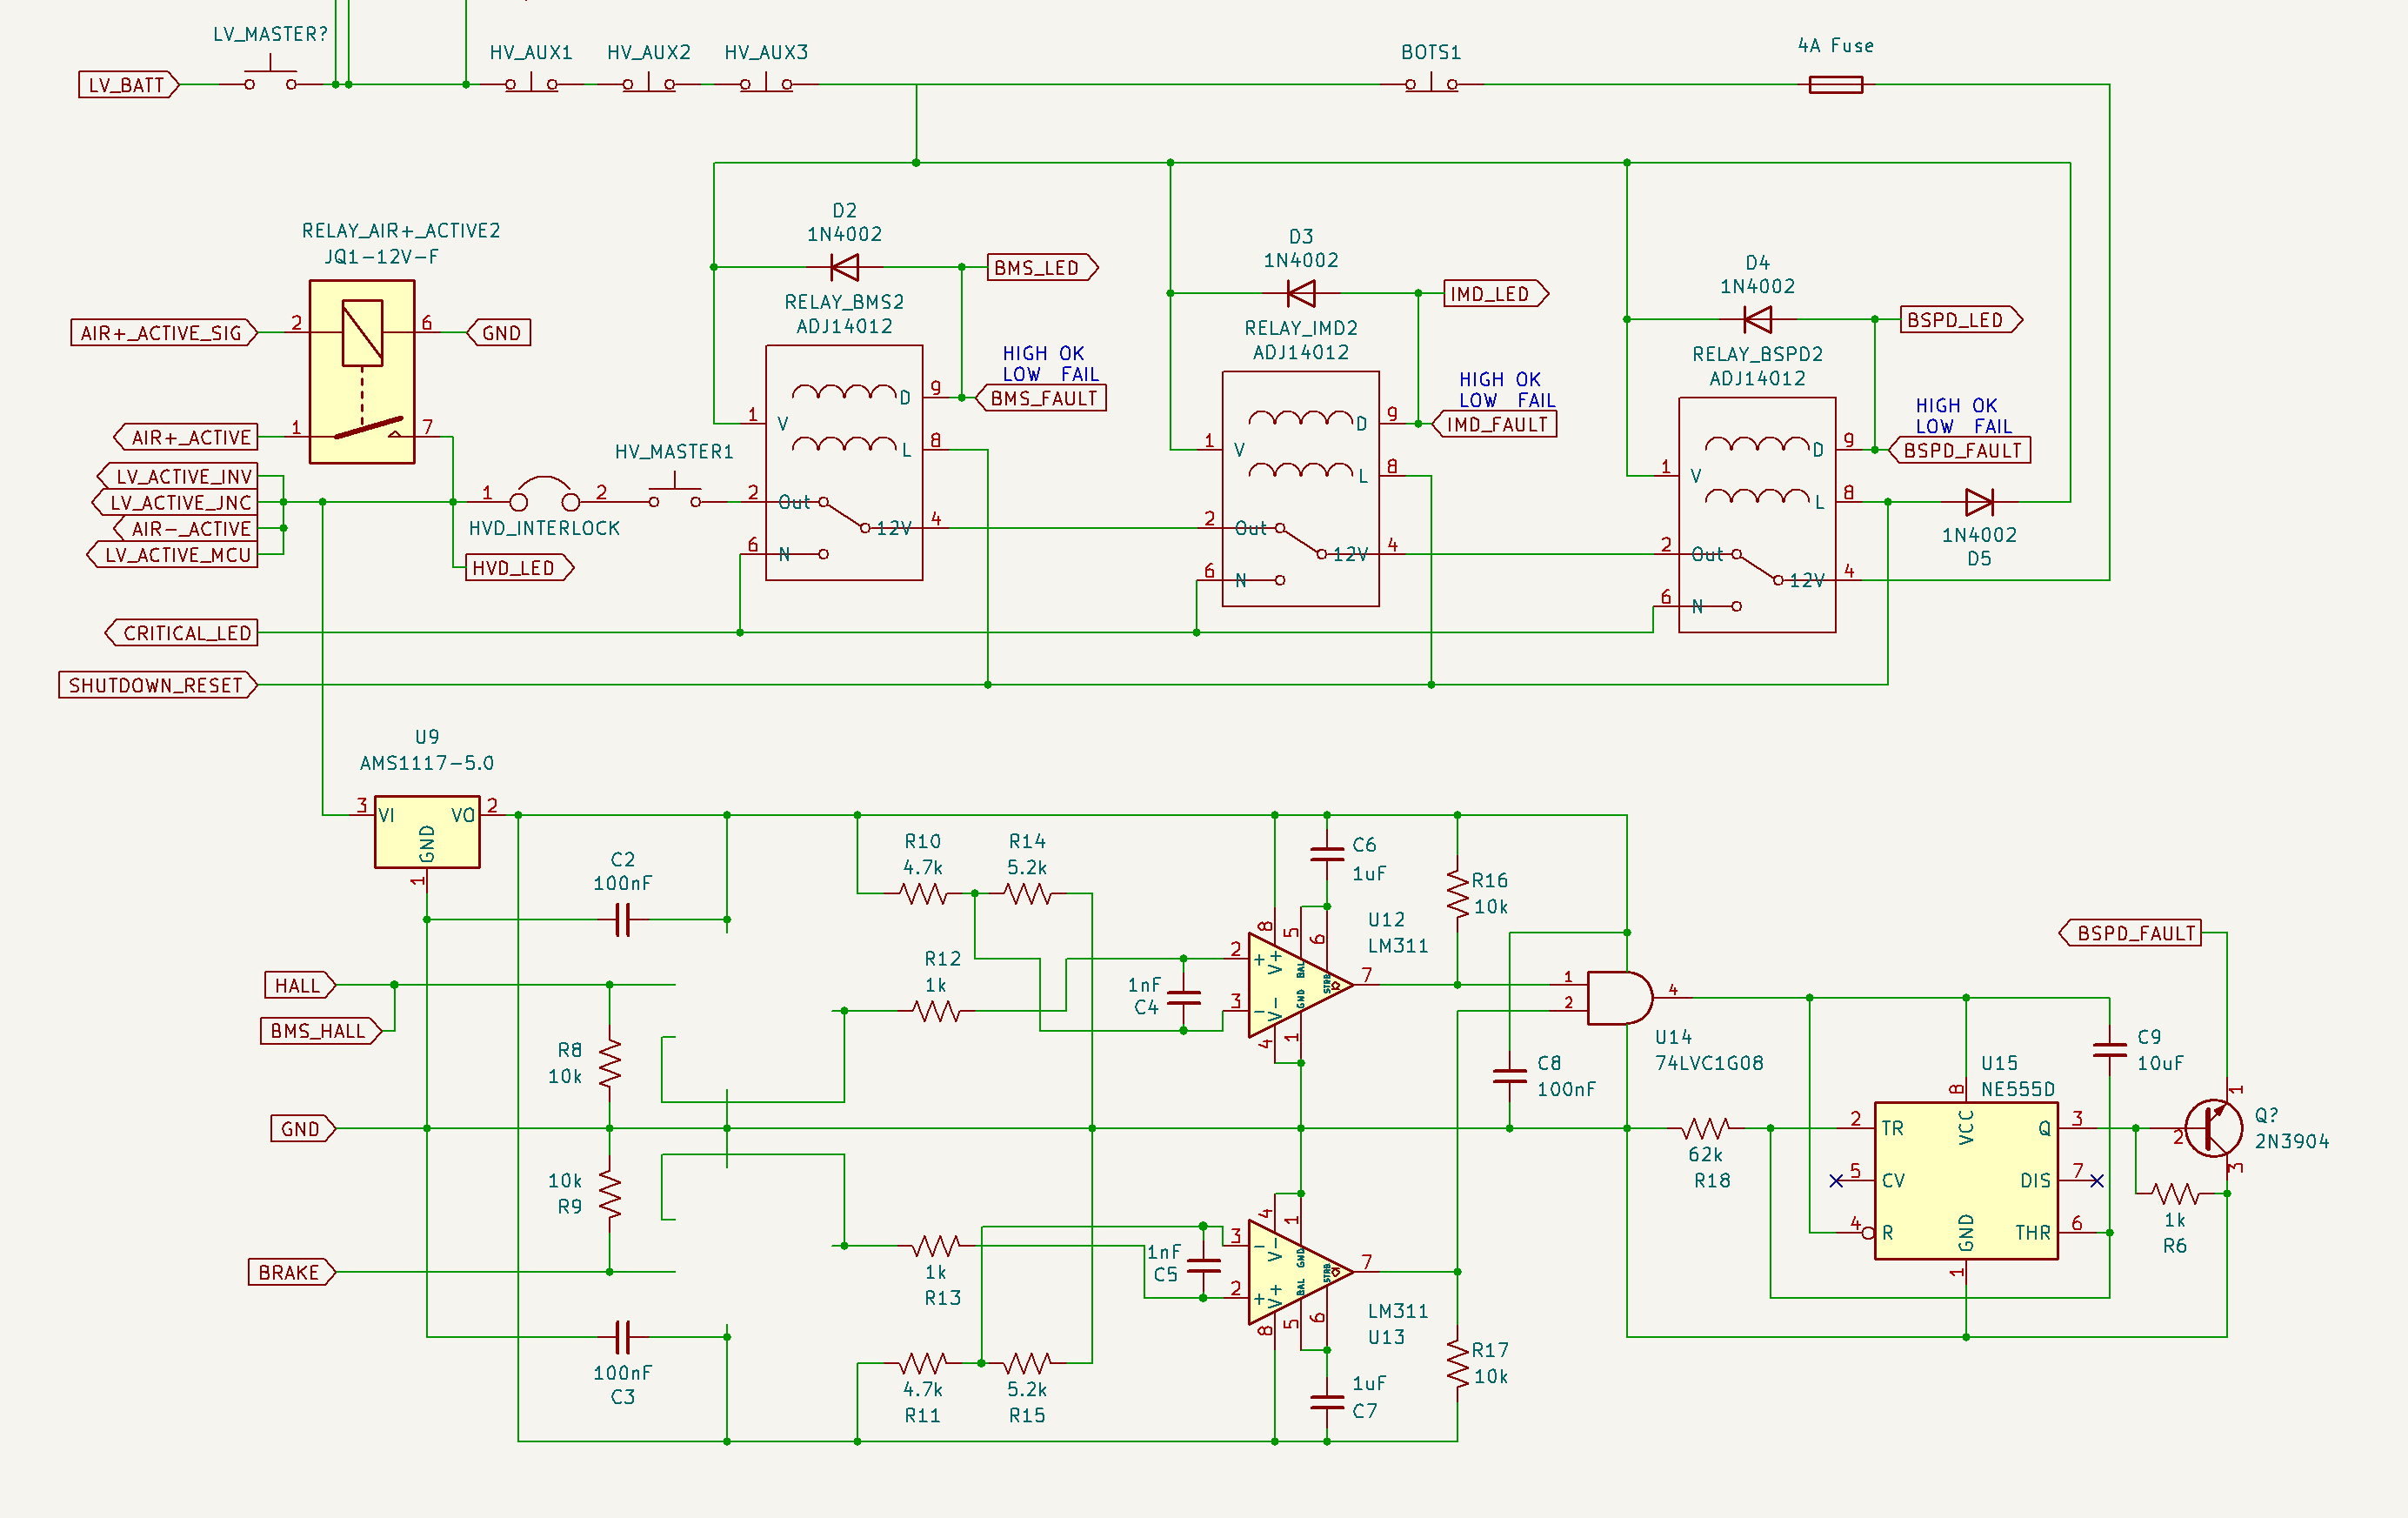 LV_MASTER?
HV_AUX1
HV_AUX2
HV_AUX3
BOTS1
4A Fuse
LV_BATT
RELAY_AIR+_ACTIVE2
JQ1-12V-F
D2
1N4002
BMS_LED
RELAY_BMS2
ADJ14012
D3
1N4002
IMD_LED
RELAY_IMD2
ADJ14012
D4
1N4002
BSPD_LED
RELAY_BSPD2
ADJ14012
AIR+_ACTIVE_SIG
2
6
GND
HIGH OK
LOW FAIL
BMS_FAULT
HIGH OK
LOW FAIL
IMD_FAULT
HIGH OK
LOW FAIL
BSPD_FAULT
AIR+_ACTIVE
1
7
LV_ACTIVE_INV
LV_ACTIVE_JNC
AIR-_ACTIVE
LV_ACTIVE_MCU
1
2
HVD_INTERLOCK
HV_MASTER1
HVD_LED
D
9
1
V
L
8
2
Out
12V
4
6
N
D
9
1
V
L
8
2
Out
12V
4
6
N
D
9
1
V
L
8
2
Out
12V
4
6
N
1N4002
D5
CRITICAL_LED
SHUTDOWN_RESET
U9
AMS1117-5.0
3
VI
VO
2
GND
1
C2
100nF
R10
4.7k
R14
5.2k
C6
1uF
R16
10k
U12
LM311
R12
1k
1nF
C4
8
5
6
2
+
V+
BAL
STRB
7
3
-
V-
GND
4
1
HALL
BMS_HALL
R8
10k
GND
10k
R9
BRAKE
1
2
4
U14
74LVC1G08
C8
100nF
62k
R18
BSPD_FAULT
C9
10uF
U15
NE555D
8
VCC
2
TR
Q
3
5
CV
DIS
7
4
R
GND
THR
6
1
1
2
3
Q?
2N3904
1k
R6
1k
R13
1nF
C5
4
1
3
-
V-
GND
2
+
V+
BAL
STRB
7
8
5
6
LM311
U13
100nF
C3
4.7k
R11
5.2k
R15
1uF
C7
R17
10k